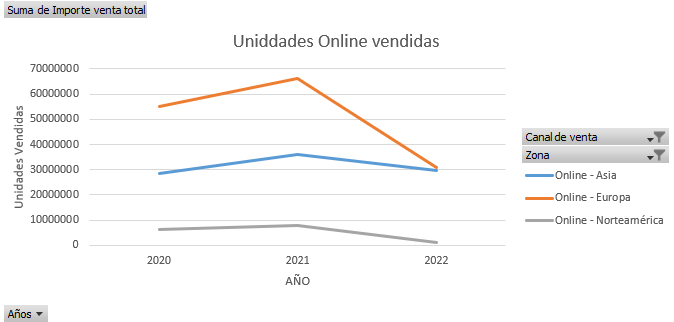 Suma de Importe venta total
Uniddades Online vendidas
Unidades Vendidas
70000000
60000000
50000000
40000000
30000000
20000000
10000000
0
2020 2021 2022
AÑO
Canal de venta
Zona
Online - Asia
Online - Europa
Online - Norteamérica
Años